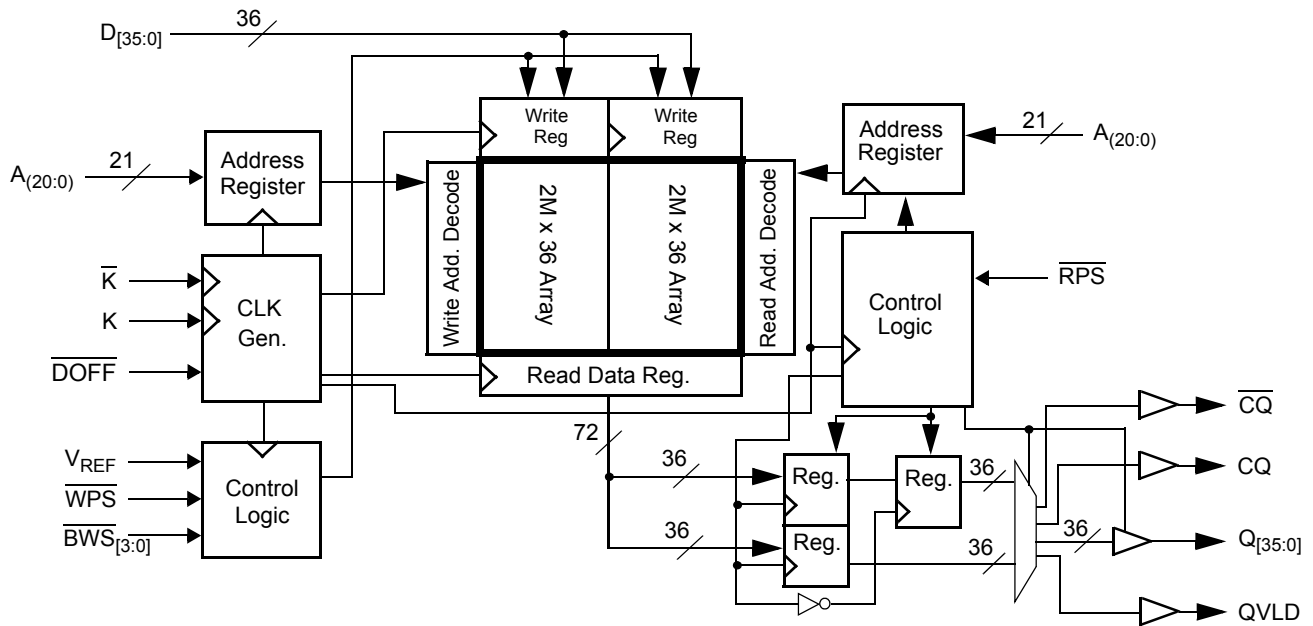 36
D[35:0]
Write
Reg
Write
Reg
Address
Register
21
A(20:0)
21
A(20:0)
Address
Register
Write Add. Decode
2M x 36 Array
2M x 36 Array
Read Add. Decode
K
K
DOFF
CLK
Gen.
Control
Logic
RPS
Read Data Reg.
72
VREF
WPS
BWS[3:0]
Control
Logic
36
Reg.
Reg.
36
36
Reg.
36
36
CQ
CQ
Q[35:0]
QVLD